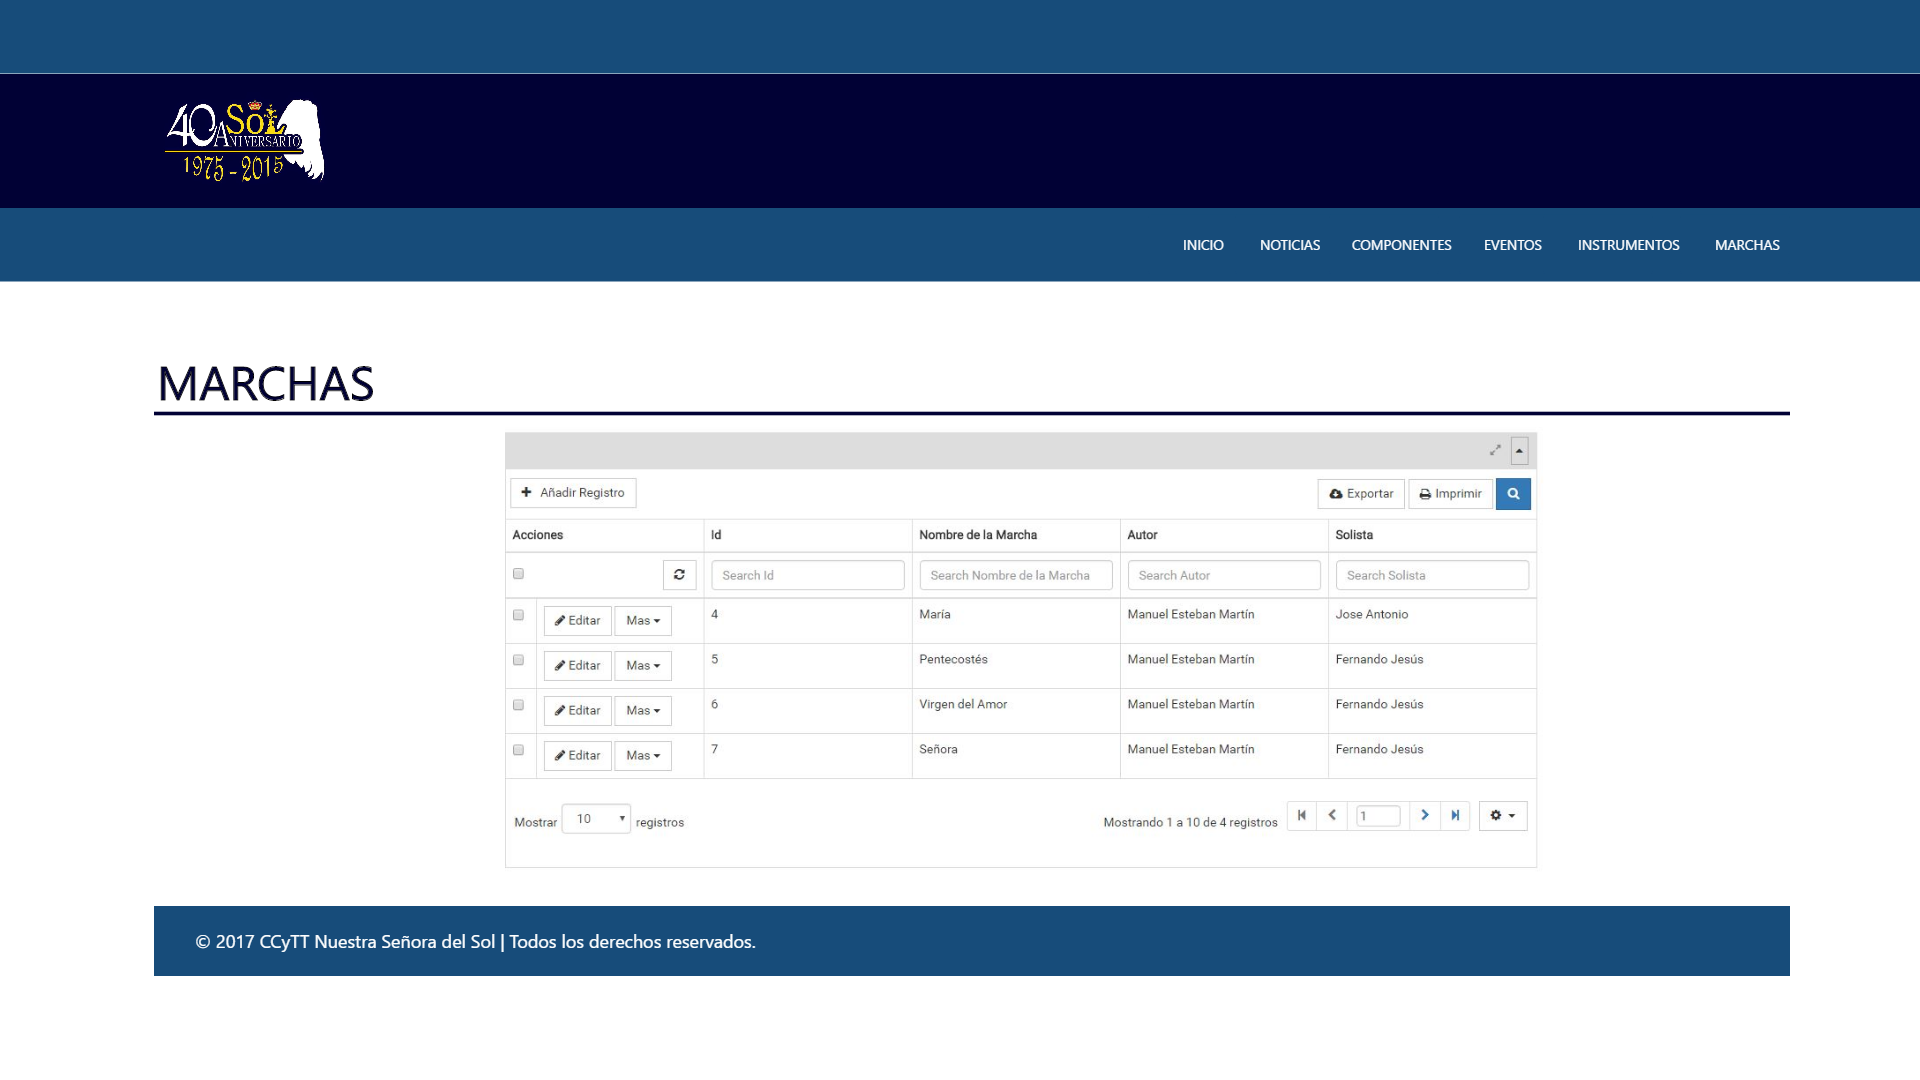 40 Sol
Aniversario
1975 - 2015
INICIO NOTICIAS COMPONENTES EVENTOS INSTRUMENTOS MARCHAS
MARCHAS
Añadir Registro Exportar Imprimir
Acciones Id Nombre de la Marcha Autor Solista
Search Id Search Nombre de la Marcha Search Autor Search Solista
Editar Mas 4 María Manuel Esteban Martín Jose Antonio
Editar Mas 5 Pentecostés Manuel Esteban Martín Fernando Jesús
Editar Mas 6 Virgen del Amor Manuel Esteban Martín Fernando Jesús
Editar Mas 7 Señora Manuel Esteban Martín Fernando Jesús
Mostrar 10 registros Mostrando 1 a 10 de 4 registros 1
© 2017 CCyTT Nuestra Señora del Sol | Todos los derechos reservados.